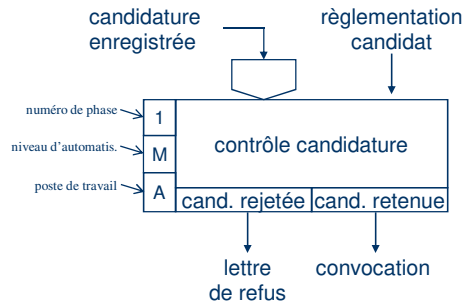 candidature
enregistrée
règlementation
candidat
numéro de phase
1
niveau d'automatis.
M
contrôle candidature
poste de travail
A
cand. rejetée
cand. retenue
lettre
de refus
convocation